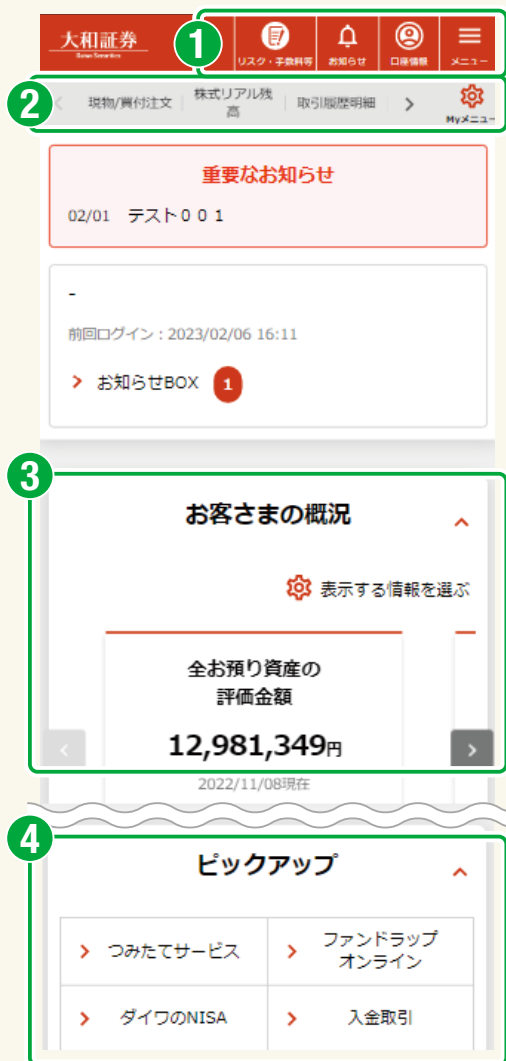 大和証券
Daiwa Securities
1
リスク・手数料等
お知らせ
口座情報
メニュー
2
現物/買付注文
株式リアル残
高
取引履歴明細
Myメニュー
重要なお知らせ
02/01 テスト００１
-
前回ログイン : 2023/02/06 16:11
お知らせBOX 1
3
お客さまの概況
表示する情報を選ぶ
全お預り資産の
評価金額
12,981,349円
2022/11/08現在
4
ピックアップ
つみたてサービス
ファンドラップ
オンライン
ダイワのNISA
入金取引